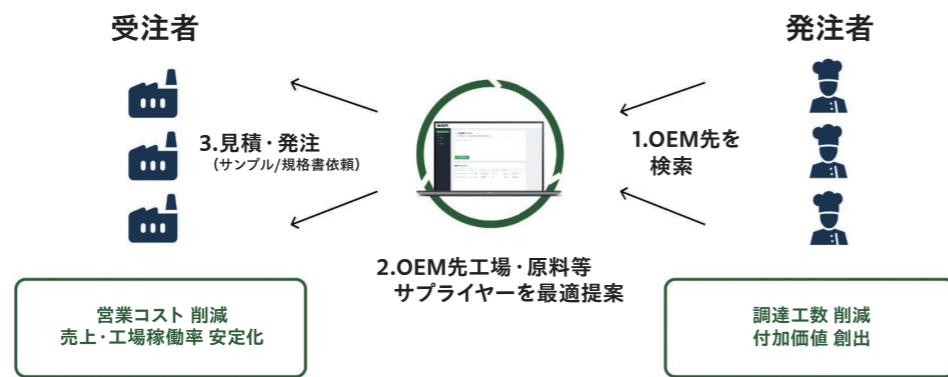 受注者
発注者
3.見積・発注
（サンプル/規格書依頼）
1.OEM先を
検索
2.OEM先工場・原料等
サプライヤーを最適提案
営業コスト 削減
売上・工場稼働率 安定化
調達工数 削減
付加価値 創出